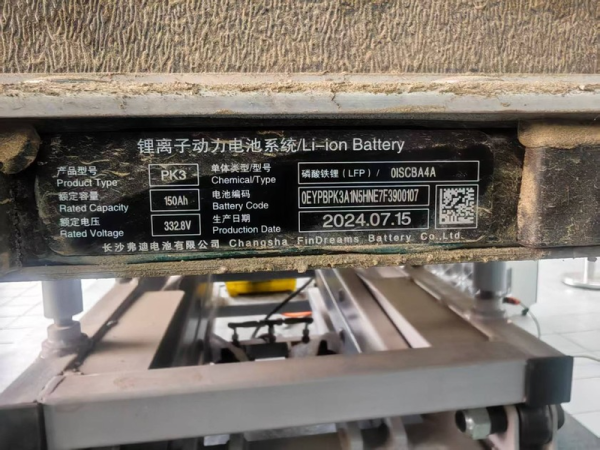 锂离子动力电池系统/Li-ion Battery
产品型号 PK3 单体类型/型号 磷酸铁锂 (LFP) / 0ISCBA4A
Product Type Chemical/Type
额定容量 150Ah 电池编码 0EYPBPK3A1N5HNE7F3900107
Rated Capacity Battery Code
额定电压 332.8V 生产日期 2024.07.15
Rated Voltage Production Date
长沙弗迪电池有限公司 Changsha FinDreams Battery Co.,Ltd.